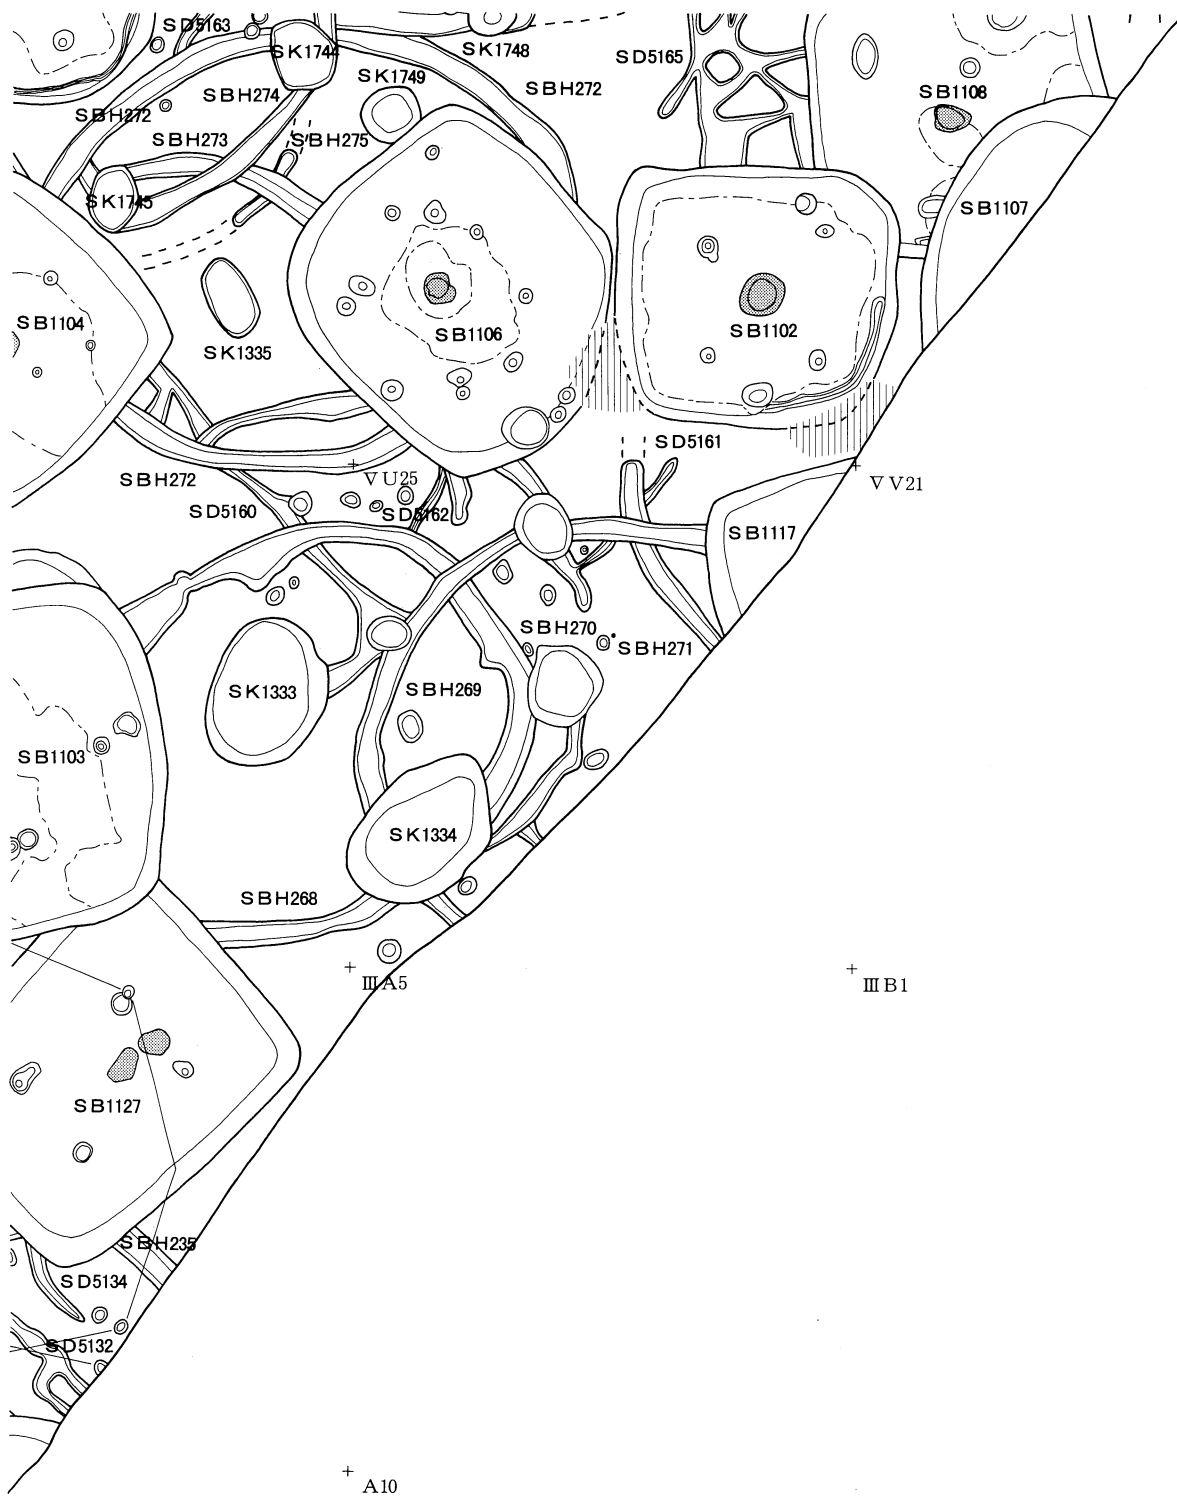 SD5163
SK1744
SK1748
SD5165
SK1749
SBH274
SBH272
SB1108
SBH272
SBH273
SBH275
SK1745
SB1107
SB1104
SB1102
SB1106
SK1335
SD5161
SBH272
ⅤU25
ⅤV21
SD5160
SD5162
SB1117
SBH270
SBH271
SK1333
SBH269
SB1103
SK1334
SBH268
ⅢA5
ⅢB1
SB1127
SBH235
SD5134
SD5132
A10